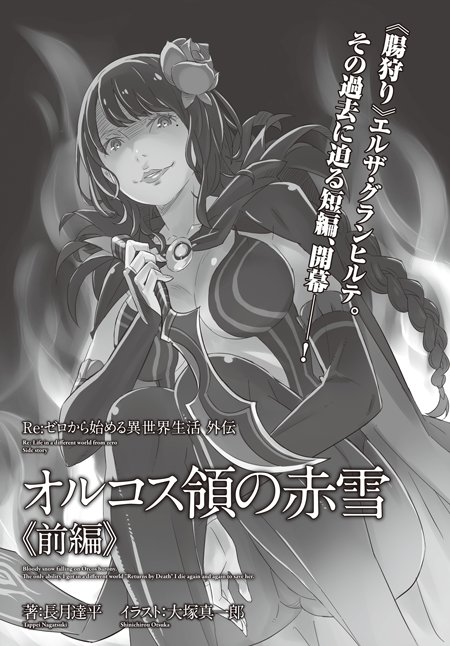 《腸狩り》エルザ・グランヒルテ。
その過去に迫る短編、開幕――!
Re:ゼロから始める異世界生活 外伝
Re: Life in a different world from zero
Side story
オルコス領の赤雪
《前編》
Bloody snow falling on Orcos barony.
The only ability I got in a different world "Returns by Death" I die again and again to save her.
著:長月達平 イラスト:大塚真一郎
Tappei Nagatsuki Shinichirou Otsuka